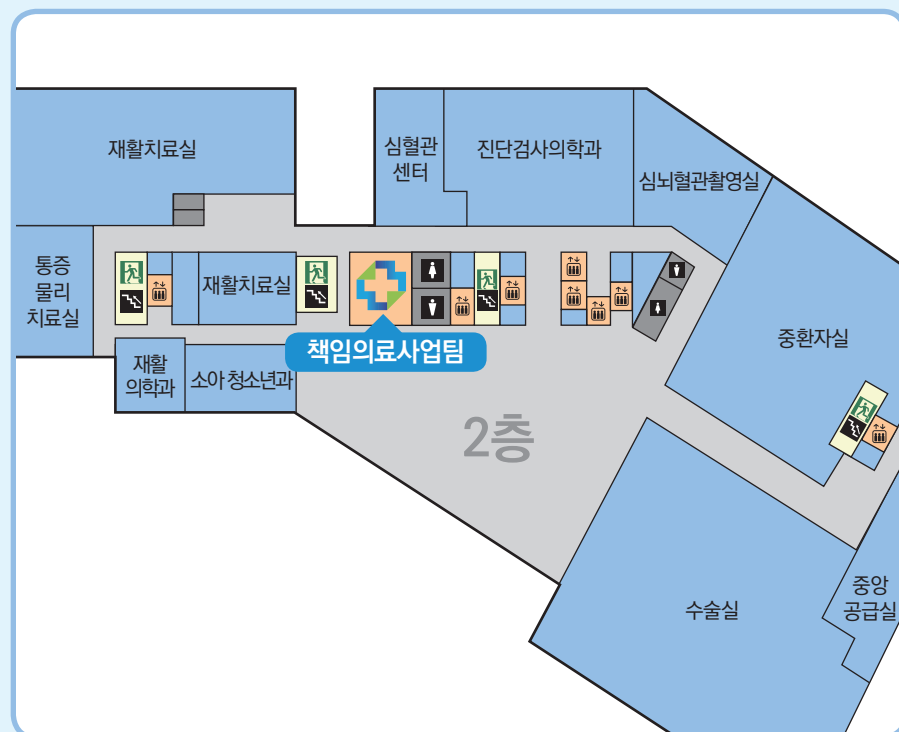 재활치료실
심혈관
센터
진단검사의학과
심뇌혈관촬영실
통증
물리
치료실
재활치료실
책임의료사업팀
중환자실
재활
의학과
소아 청소년과
2층
수술실
중앙
공급실